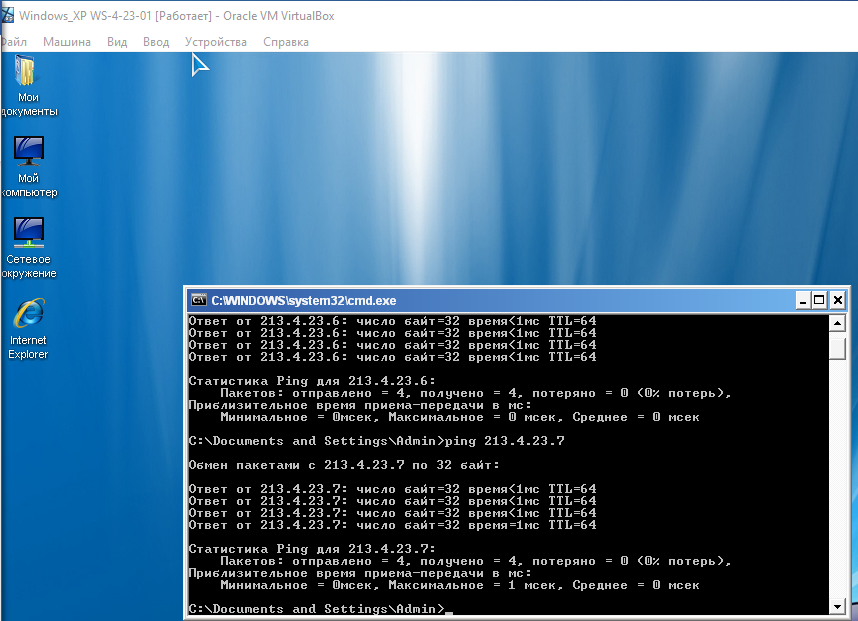 Windows_XP WS-4-23-01 [Работает] - Oracle VM VirtualBox
Файл Машина Вид Ввод Устройства Справка
Мои
документы
Мой
компьютер
Сетевое
окружение
Internet
Explorer
C:\WINDOWS\system32\cmd.exe
Ответ от 213.4.23.6: число байт=32 время<1мс TTL=64
Ответ от 213.4.23.6: число байт=32 время<1мс TTL=64
Ответ от 213.4.23.6: число байт=32 время<1мс TTL=64
Ответ от 213.4.23.6: число байт=32 время<1мс TTL=64
Статистика Ping для 213.4.23.6:
Пакетов: отправлено = 4, получено = 4, потеряно = 0 (0% потерь),
Приблизительное время приема-передачи в мс:
Минимальное = 0мсек, Максимальное = 0 мсек, Среднее = 0 мсек
C:\Documents and Settings\Admin>ping 213.4.23.7
Обмен пакетами с 213.4.23.7 по 32 байт:
Ответ от 213.4.23.7: число байт=32 время<1мс TTL=64
Ответ от 213.4.23.7: число байт=32 время<1мс TTL=64
Ответ от 213.4.23.7: число байт=32 время<1мс TTL=64
Ответ от 213.4.23.7: число байт=32 время=1мс TTL=64
Статистика Ping для 213.4.23.7:
Пакетов: отправлено = 4, получено = 4, потеряно = 0 (0% потерь),
Приблизительное время приема-передачи в мс:
Минимальное = 0мсек, Максимальное = 1 мсек, Среднее = 0 мсек
C:\Documents and Settings\Admin>_